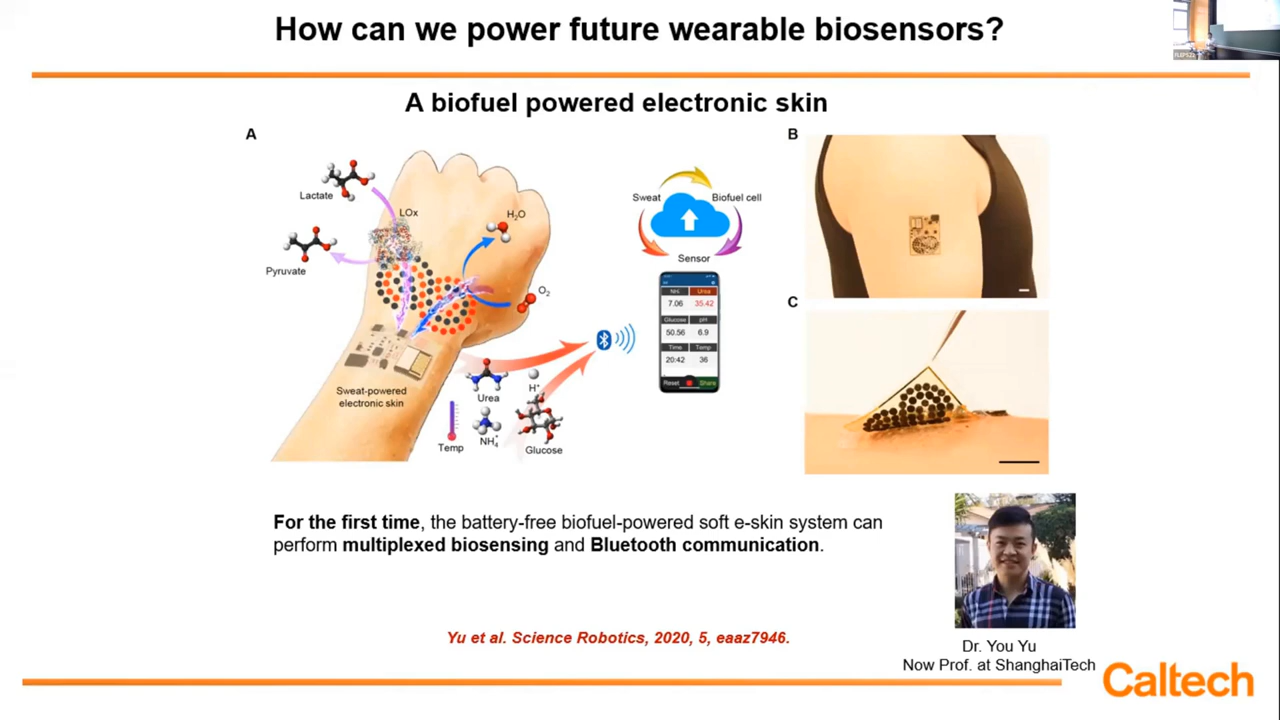 How can we power future wearable biosensors?
A biofuel powered electronic skin
A
B
Lactate
LOx
H₂O
Pyruvate
O₂
Sweat-powered
electronic skin
Urea
H⁺
Temp
NH₄⁺
Glucose
Sweat
Biofuel cell
Sensor
Urea
7.06
35.42
Glucose
pH
50.56
6.9
Time
Temp
20:42
36
Reset
Share
C
For the first time, the battery-free biofuel-powered soft e-skin system can
perform multiplexed biosensing and Bluetooth communication.
Yu et al. Science Robotics, 2020, 5, eaaz7946.
Dr. You Yu
Now Prof. at ShanghaiTech
Caltech